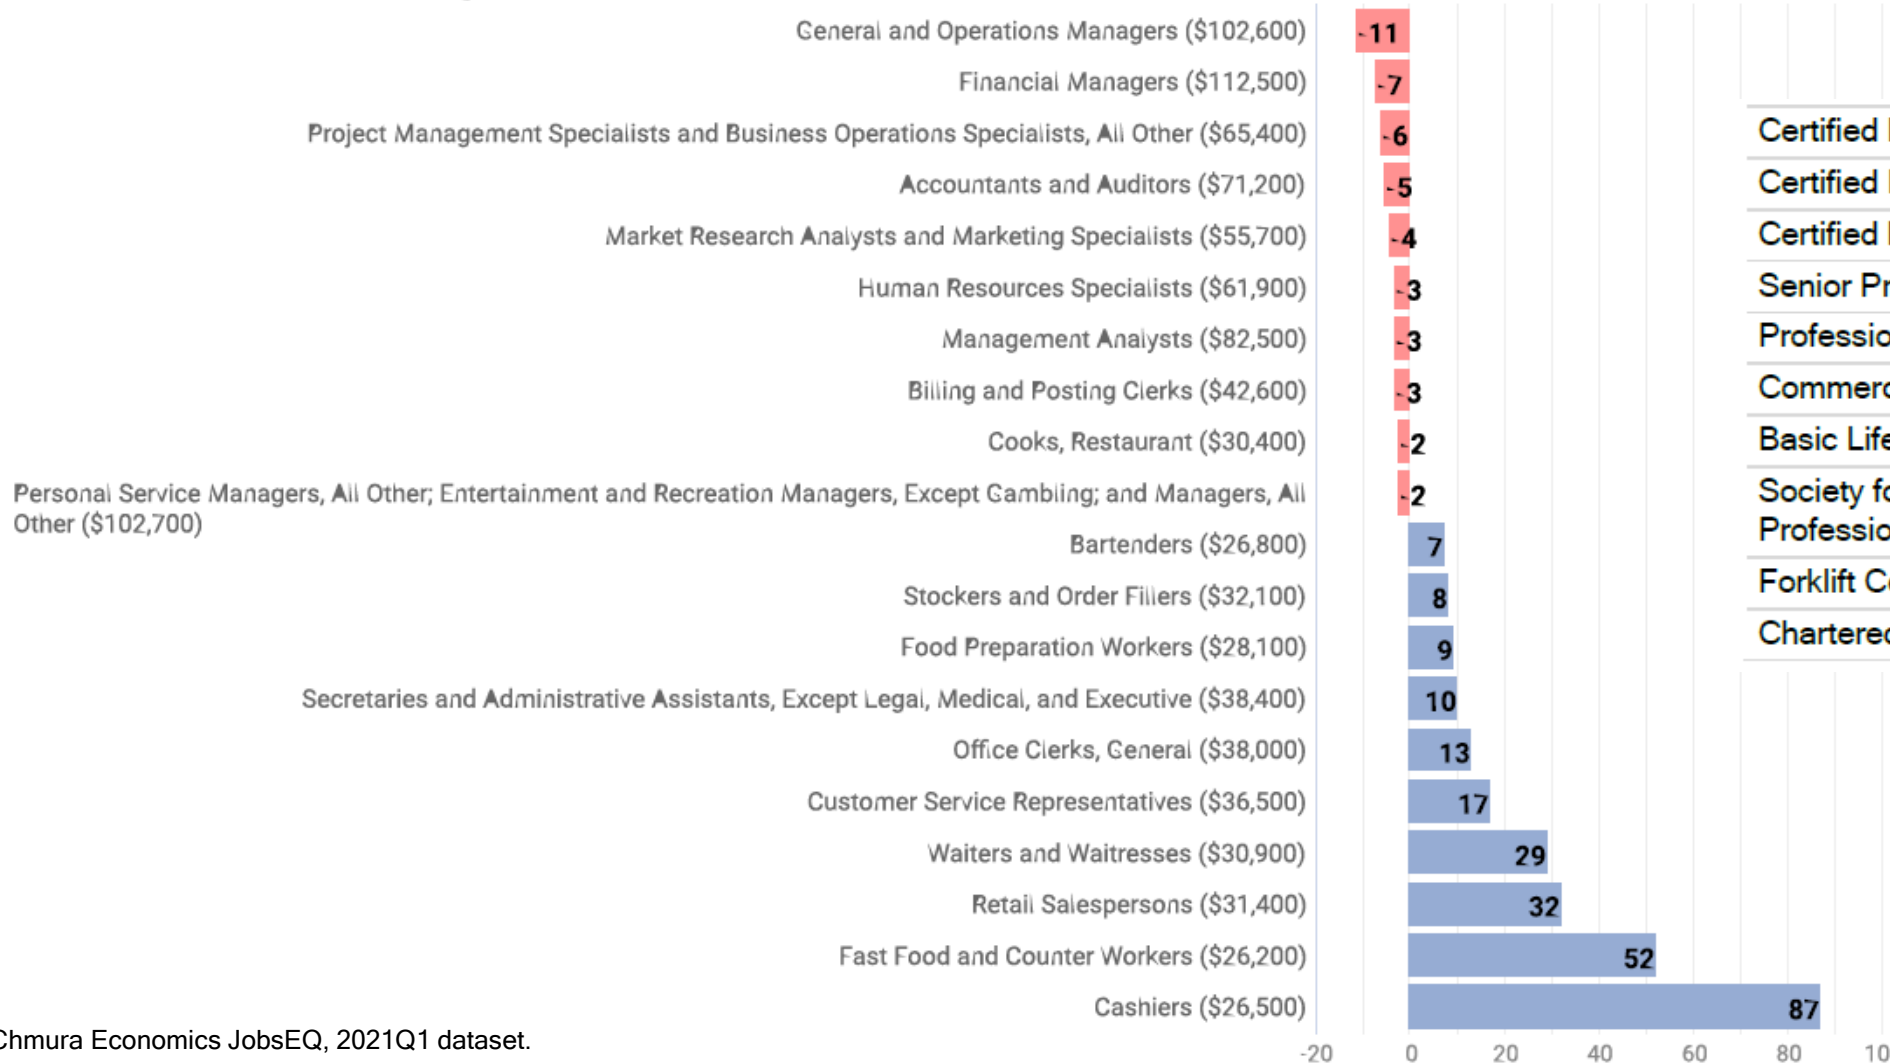 General and Operations Managers ($102,600) -11
Financial Managers ($112,500) -7
Project Management Specialists and Business Operations Specialists, All Other ($65,400) -6
Accountants and Auditors ($71,200) -5
Market Research Analysts and Marketing Specialists ($55,700) -4
Human Resources Specialists ($61,900) -3
Management Analysts ($82,500) -3
Billing and Posting Clerks ($42,600) -3
Cooks, Restaurant ($30,400) -2
Personal Service Managers, All Other; Entertainment and Recreation Managers, Except Gambling; and Managers, All -2
Other ($102,700)
Bartenders ($26,800) 7
Stockers and Order Fillers ($32,100) 8
Food Preparation Workers ($28,100) 9
Secretaries and Administrative Assistants, Except Legal, Medical, and Executive ($38,400) 10
Office Clerks, General ($38,000) 13
Customer Service Representatives ($36,500) 17
Waiters and Waitresses ($30,900) 29
Retail Salespersons ($31,400) 32
Fast Food and Counter Workers ($26,200) 52
Cashiers ($26,500) 87
-20 0 20 40 60 80
Certified
Certified
Certified
Senior
Basic Life
Society
Forklift
Chmura Economics JobsEQ, 2021Q1 dataset.